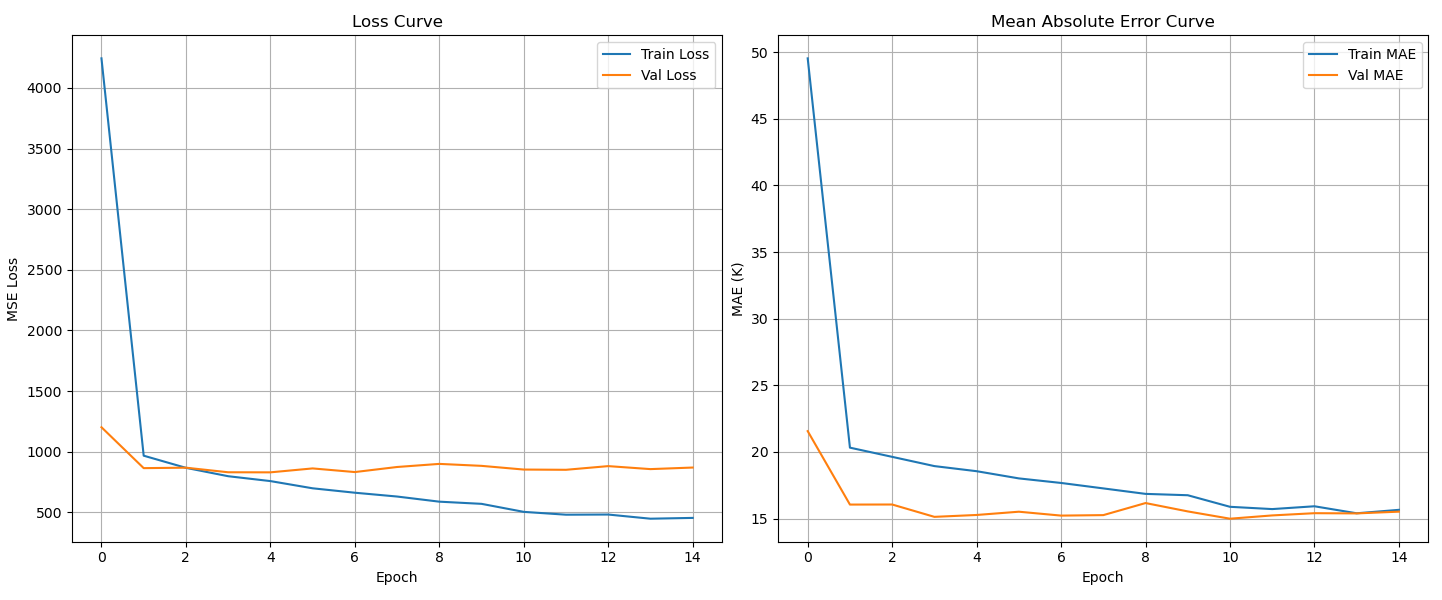 Loss Curve
Train Loss
Val Loss
4000
3500
3000
2500
2000
1500
1000
500
MSE Loss
0 2 4 6 8 10 12 14
Epoch
Mean Absolute Error Curve
Train MAE
Val MAE
50
45
40
35
30
25
20
15
MAE (K)
0 2 4 6 8 10 12 14
Epoch